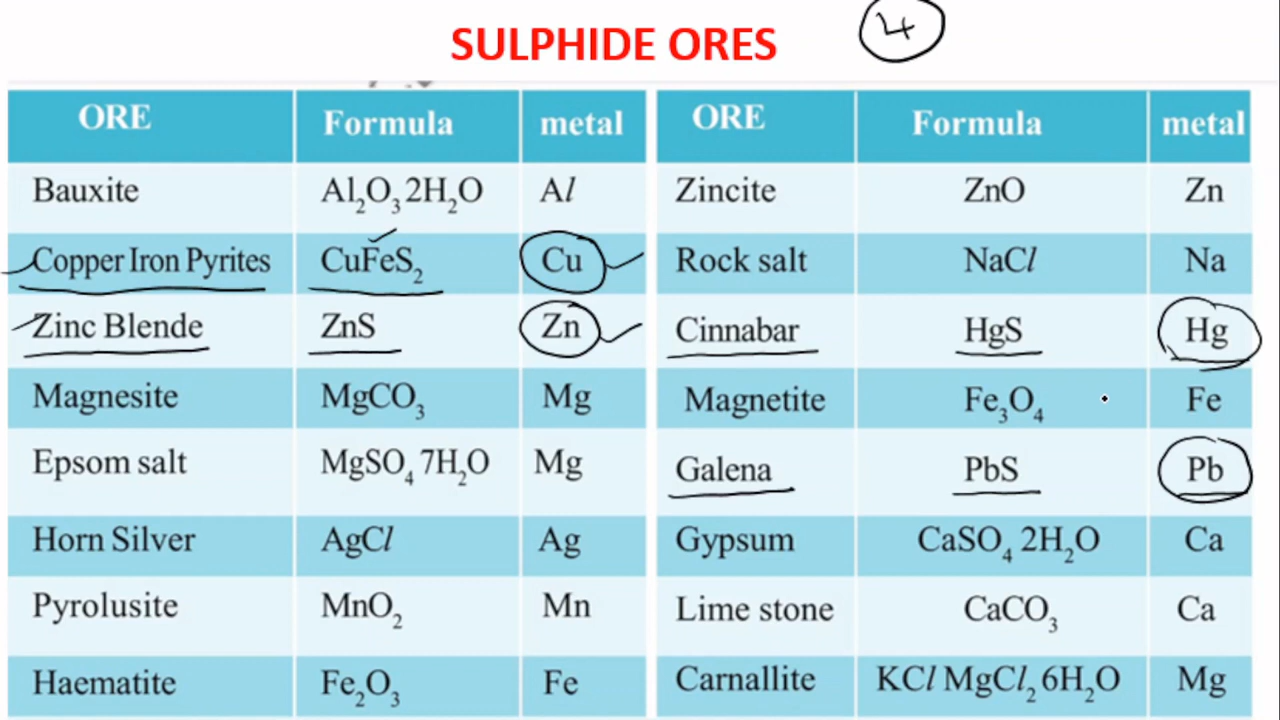 SULPHIDE ORES 4
ORE Formula metal ORE Formula metal
Bauxite Al₂O₃ 2H₂O Al Zincite ZnO Zn
Copper Iron Pyrites CuFeS₂ Cu Rock salt NaCl Na
Zinc Blende ZnS Zn Cinnabar HgS Hg
Magnesite MgCO₃ Mg Magnetite Fe₃O₄ Fe
Epsom salt MgSO₄ 7H₂O Mg Galena PbS Pb
Horn Silver AgCl Ag Gypsum CaSO₄ 2H₂O Ca
Pyrolusite MnO₂ Mn Lime stone CaCO₃ Ca
Haematite Fe₂O₃ Fe Carnallite KCl MgCl₂ 6H₂O Mg